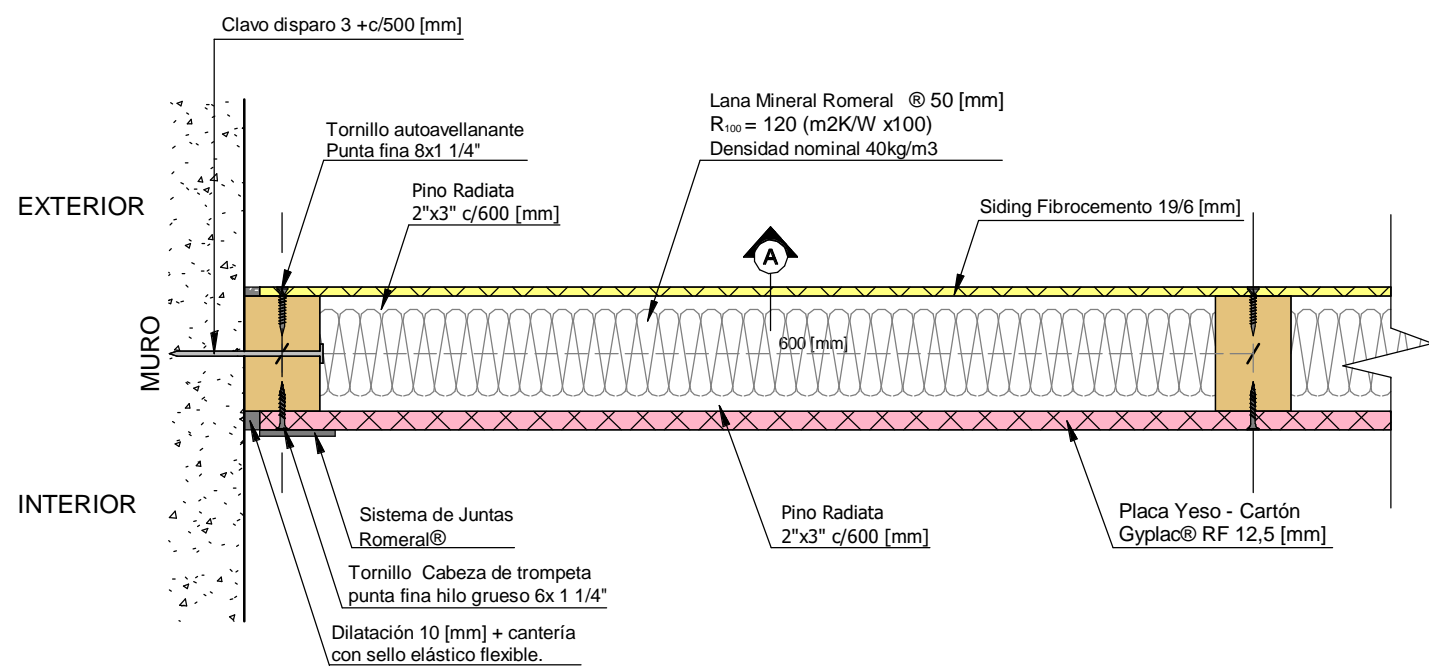 Clavo disparo 3 +c/500 [mm]
Lana Mineral Romeral ® 50 [mm]
R₁₀₀ = 120 (m2K/W x100)
Densidad nominal 40kg/m3
Tornillo autoavellanante
Punta fina 8x1 1/4"
Pino Radiata
2"x3" c/600 [mm]
EXTERIOR
Siding Fibrocemento 19/6 [mm]
A
600 [mm]
MURO
INTERIOR
Sistema de Juntas
Romeral®
Pino Radiata
2"x3" c/600 [mm]
Placa Yeso - Cartón
Gyplac® RF 12,5 [mm]
Tornillo Cabeza de trompeta
punta fina hilo grueso 6x 1 1/4"
Dilatación 10 [mm] + cantería
con sello elástico flexible.